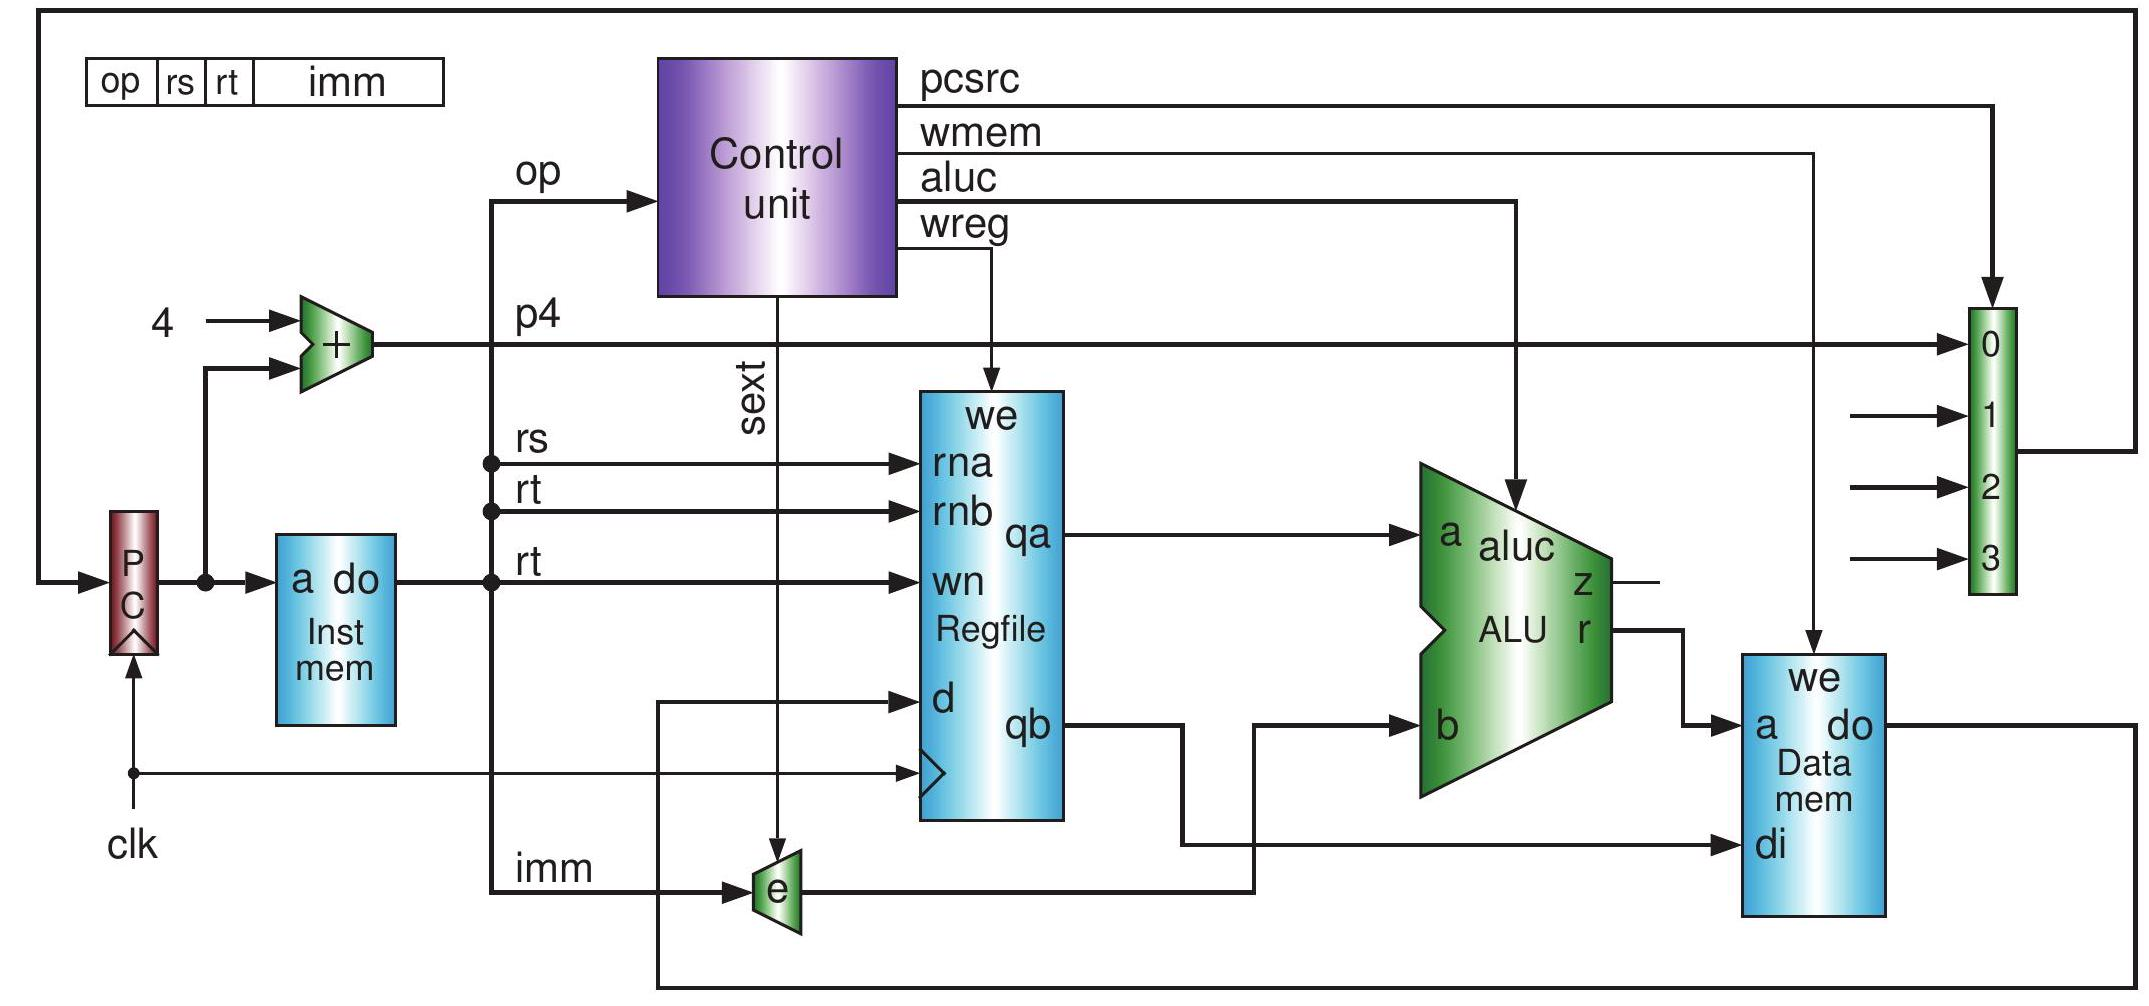 op rs rt imm
Control
unit
pcsrc
wmem
aluc
wreg
op
4
+
p4
sext
0
1
2
3
rs
rt
rt
we
rna
rnb
qa
wn
Regfile
d
qb
P
C
a do
Inst
mem
a aluc
z
ALU r
b
we
a do
Data
mem
di
clk
imm
e